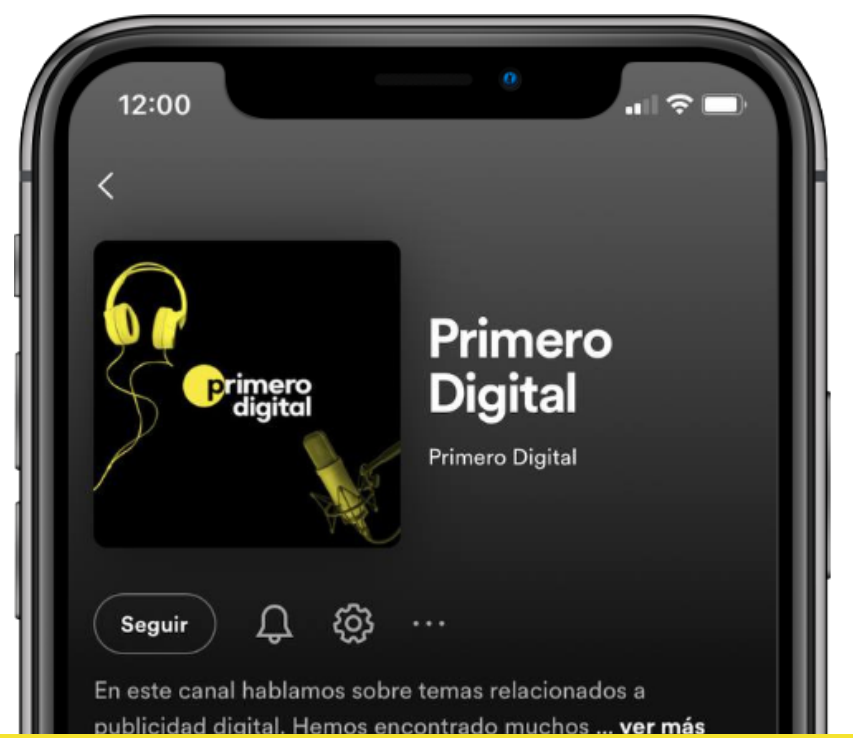 12:00
primero
digital
Primero
Digital
Primero Digital
Seguir
En este canal hablamos sobre temas relacionados a
publicidad digital. Hemos encontrado muchos ... ver más